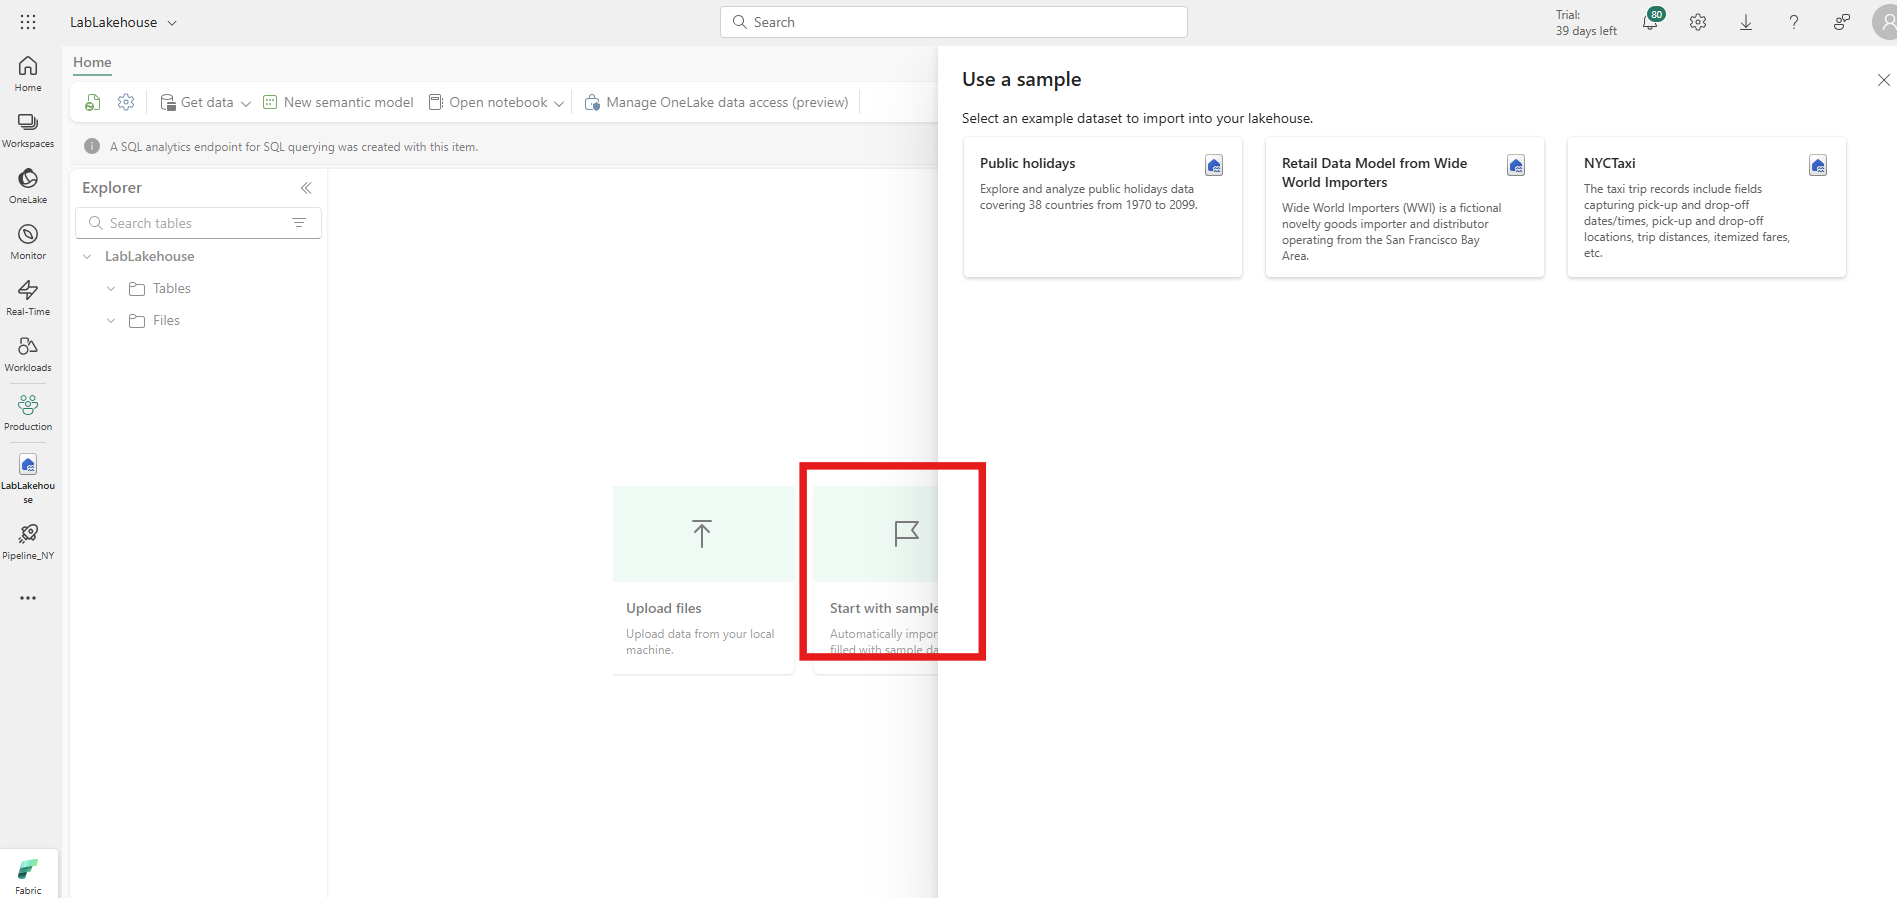 LabLakehouse
Search
Trial:
39 days left
80
Home
Workspaces
OneLake
Monitor
Real-Time
Workloads
Production
LabLakehou
se
Pipeline_NY
Fabric
Home
Get data
New semantic model
Open notebook
Manage OneLake data access (preview)
A SQL analytics endpoint for SQL querying was created with this item.
Explorer
Search tables
LabLakehouse
Tables
Files
Upload files
Upload data from your local
machine.
Start with sample
Automatically impor
filled with sample da
Use a sample
Select an example dataset to import into your lakehouse.
Public holidays
Explore and analyze public holidays data
covering 38 countries from 1970 to 2099.
Retail Data Model from Wide
World Importers
Wide World Importers (WWI) is a fictional
novelty goods importer and distributor
operating from the San Francisco Bay
Area.
NYCTaxi
The taxi trip records include fields
capturing pick-up and drop-off
dates/times, pick-up and drop-off
locations, trip distances, itemized fares,
etc.